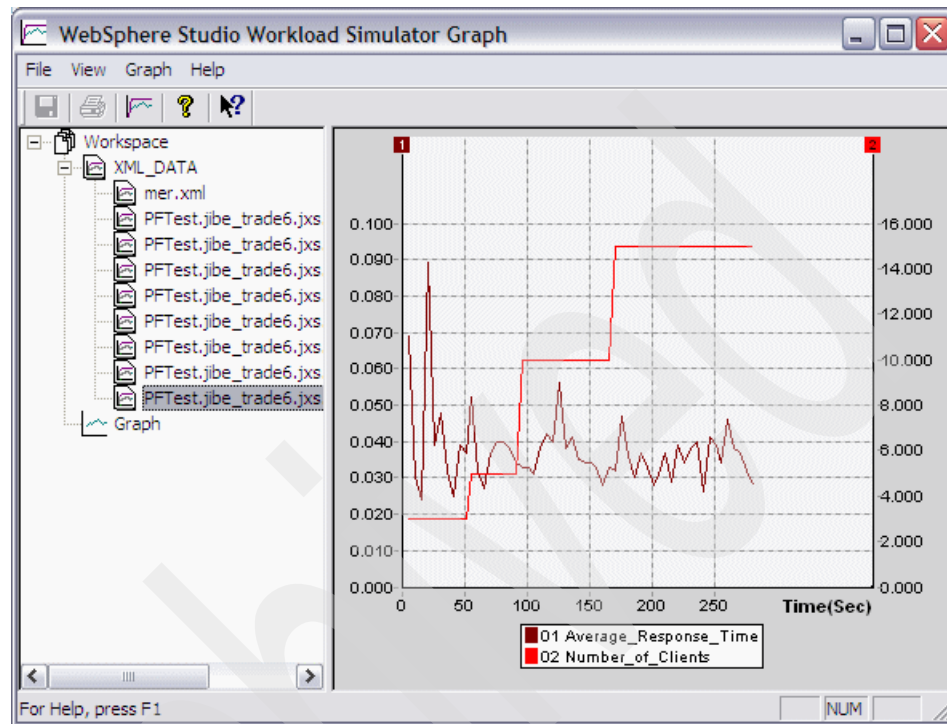 WebSphere Studio Workload Simulator Graph
File View Graph Help
Workspace
XML_DATA
mer.xml
PFTest.jibe_trade6.jxs
PFTest.jibe_trade6.jxs
PFTest.jibe_trade6.jxs
PFTest.jibe_trade6.jxs
PFTest.jibe_trade6.jxs
PFTest.jibe_trade6.jxs
PFTest.jibe_trade6.jxs
PFTest.jibe_trade6.jxs
Graph
1 2
0.100 16.000
0.090
0.080 14.000
0.070 12.000
0.060 10.000
0.050 8.000
0.040 6.000
0.030 4.000
0.020
0.010 2.000
0.000 0.000
0 50 100 150 200 250 Time(Sec)
01 Average_Response_Time
02 Number_of_Clients
For Help, press F1 NUM